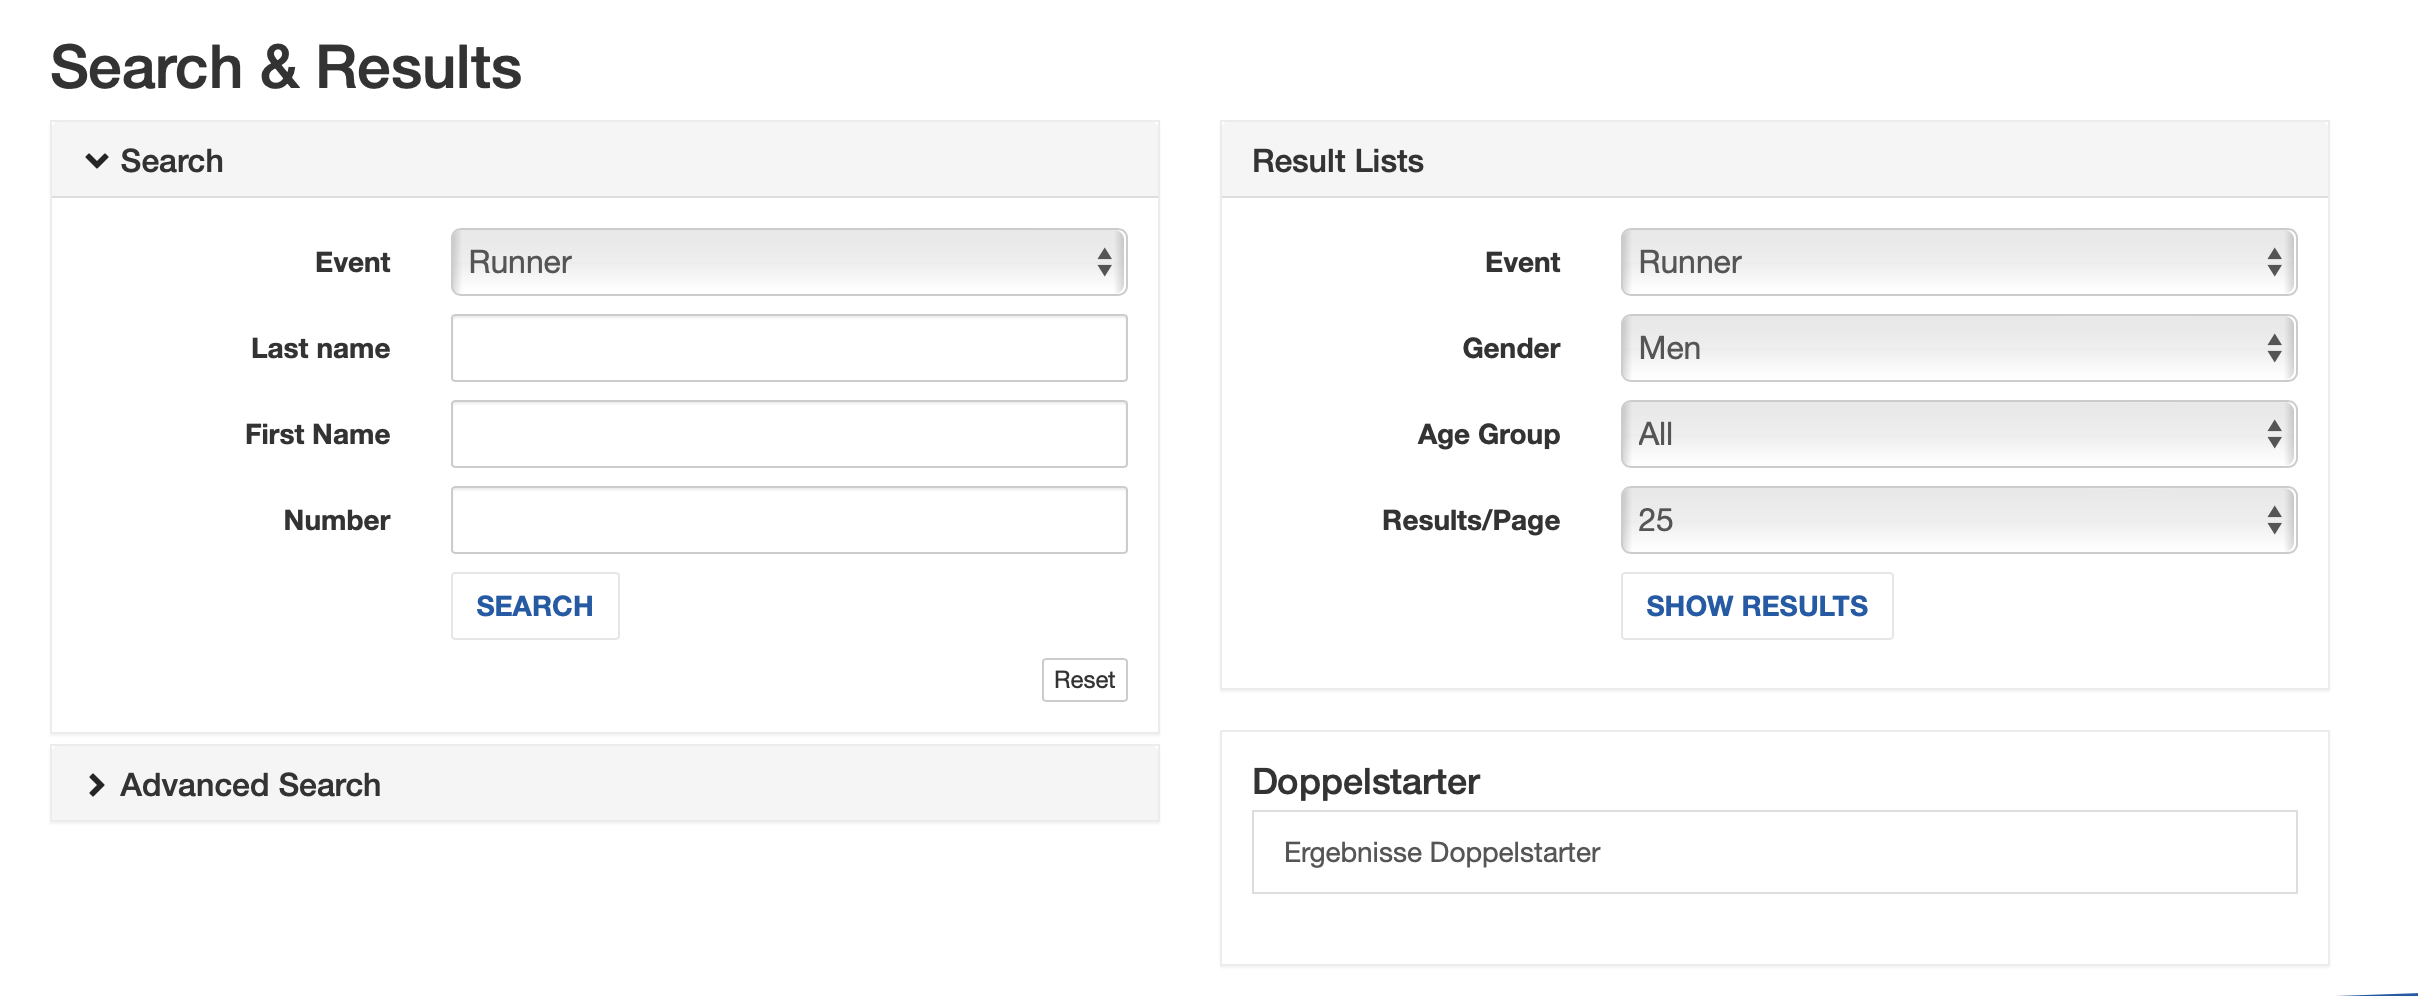 Search & Results
Search
Event Runner
Last name
First Name
Number
SEARCH
Reset
Advanced Search
Result Lists
Event Runner
Gender Men
Age Group All
Results/Page 25
SHOW RESULTS
Doppelstarter
Ergebnisse Doppelstarter